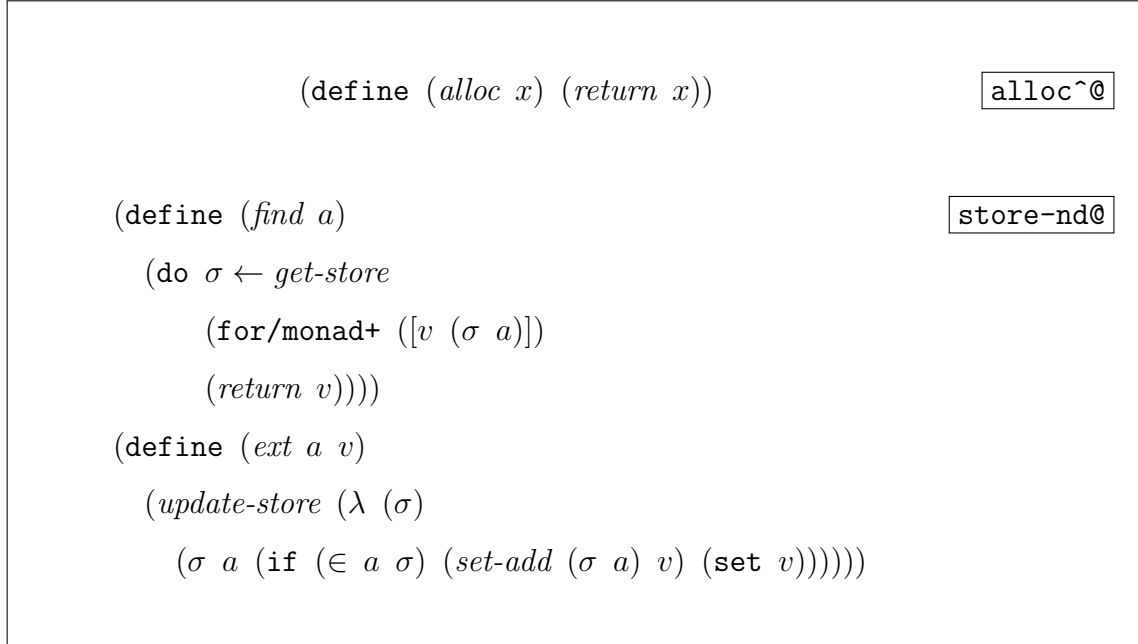 (define (alloc x) (return x)) alloc^@
(define (find a) store-nd@
(do σ ← get-store
(for/monad+ ([v (σ a)])
(return v))))
(define (ext a v)
(update-store (λ (σ)
(σ a (if (∈ a σ) (set-add (σ a) v) (set v))))))